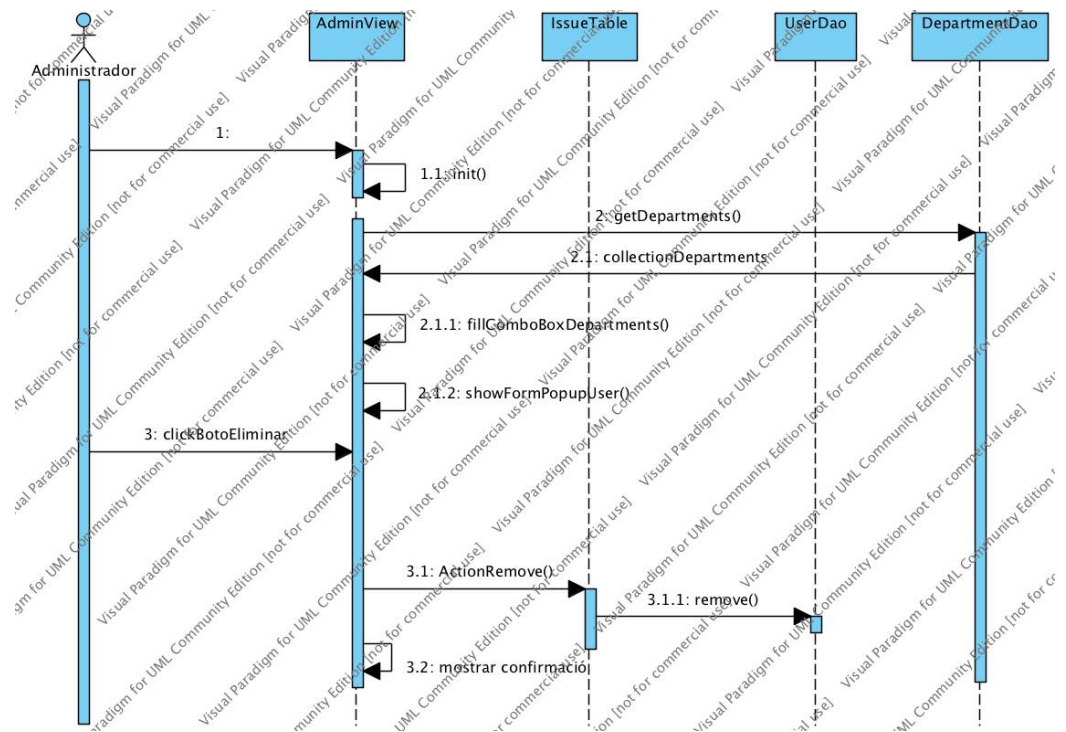 AdminView
IssueTable
UserDao
DepartmentDao
Administrador
1:
1.1: init()
2: getDepartments()
2.1: collectionDepartments
2.1.1: fillComboBoxDepartments()
2.1.2: showFormPopupUser()
3: clickBotoEliminar
3.1: ActionRemove()
3.1.1: remove()
3.2: mostrar confirmació
Visual Paradigm for UML Community Edition [not for commercial use]